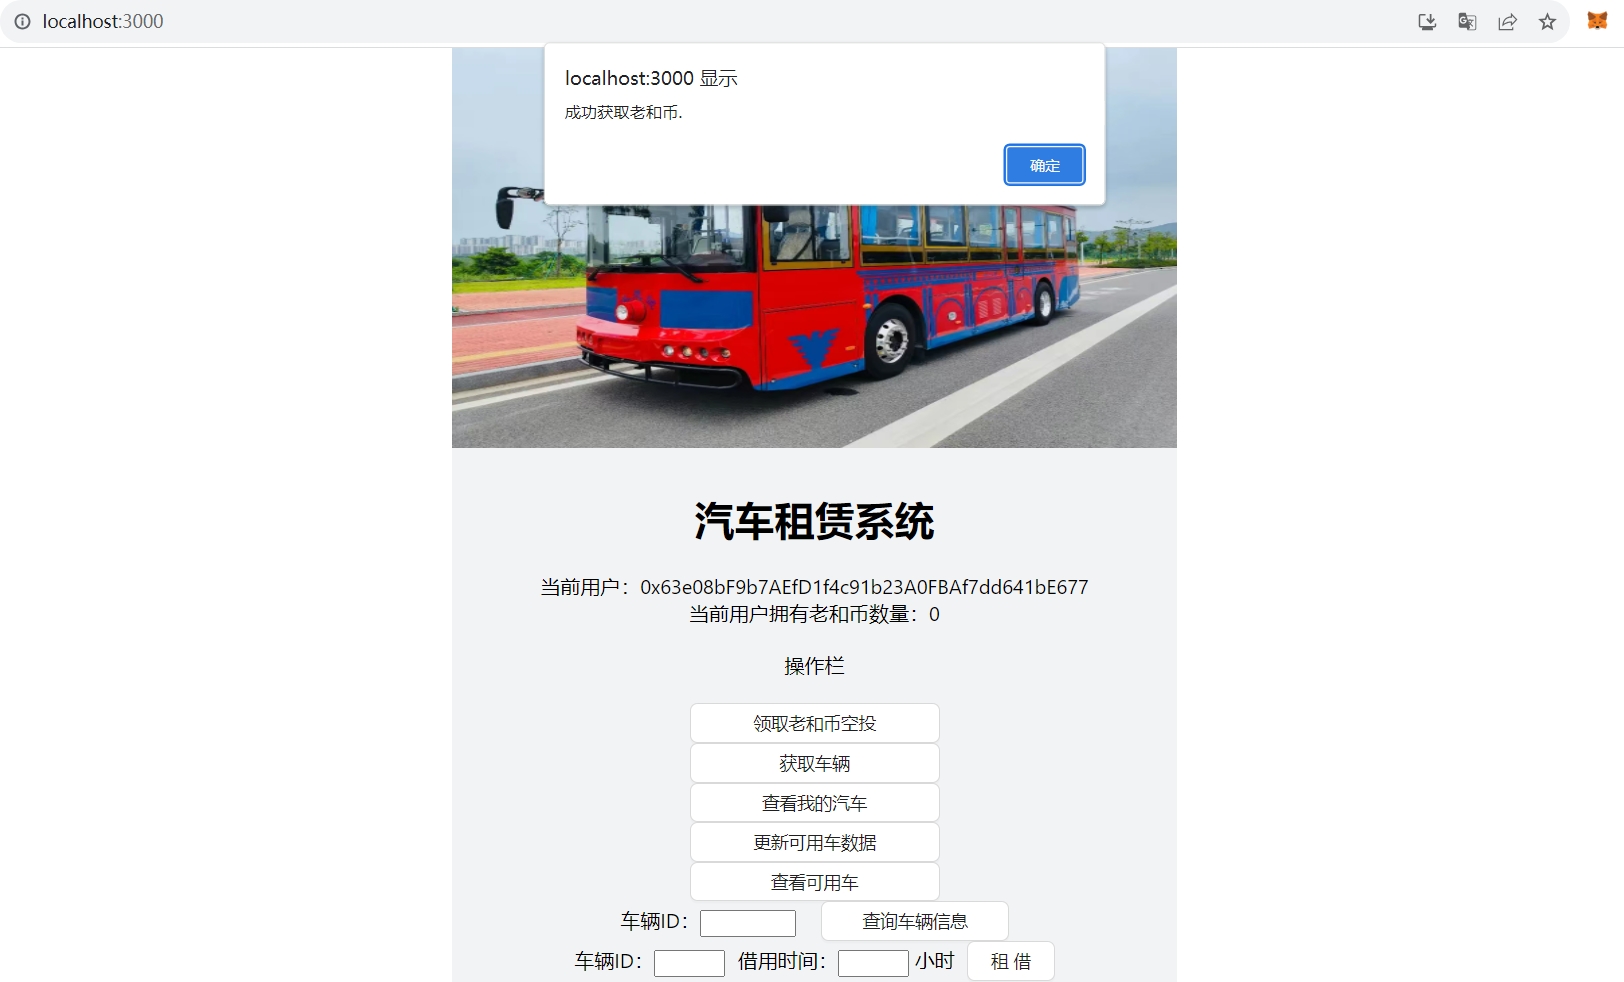 localhost:3000
localhost:3000 显示
成功获取老和币.
确定
汽车租赁系统
当前用户：0x63e08bF9b7AEfD1f4c91b23A0FBAf7dd641bE677
当前用户拥有老和币数量：0
操作栏
领取老和币空投
获取车辆
查看我的汽车
更新可用车数据
查看可用车
车辆ID： 查询车辆信息
车辆ID： 借用时间： 小时 租 借